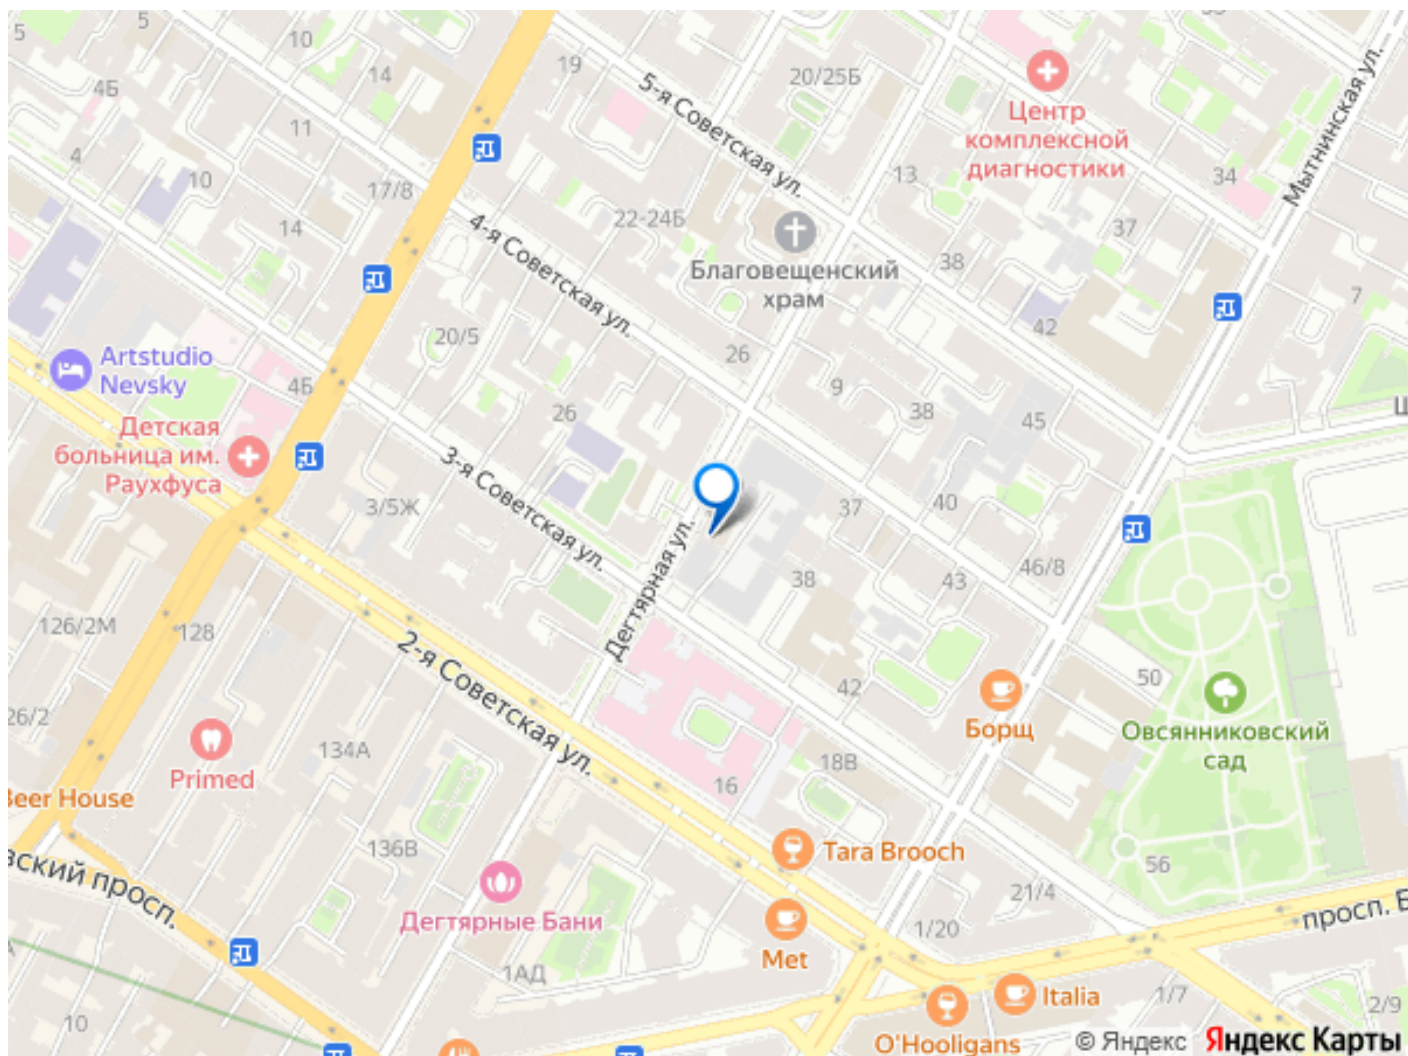 5
5
10
14
4Б
11
4
10
14
17/8
19
5-я Советская ул.
20/25Б
Центр
комплексной
диагностики
Мытнинская ул.
13
34
37
22-24Б
4-я Советская ул.
Благовещенский
храм
38
7
42
20/5
26
9
38
45
Artstudio
Nevsky
4Б
26
Детская
больница им.
Раухфуса
3-я Советская ул.
3/5Ж
37
40
Дегтярная ул.
38
43
46/8
126/2М
128
2-я Советская ул.
42
50
Борщ
Овсянниковский
сад
26/2
134А
Primed
18В
16
Beer House
136В
Tara Brooch
вский просп.
56
21/4
Дегтярные Бани
1/20
просп. Б
Met
1АД
Italia
1/7
2/9
10
O'Hooligans
© Яндекс Яндекс Карты